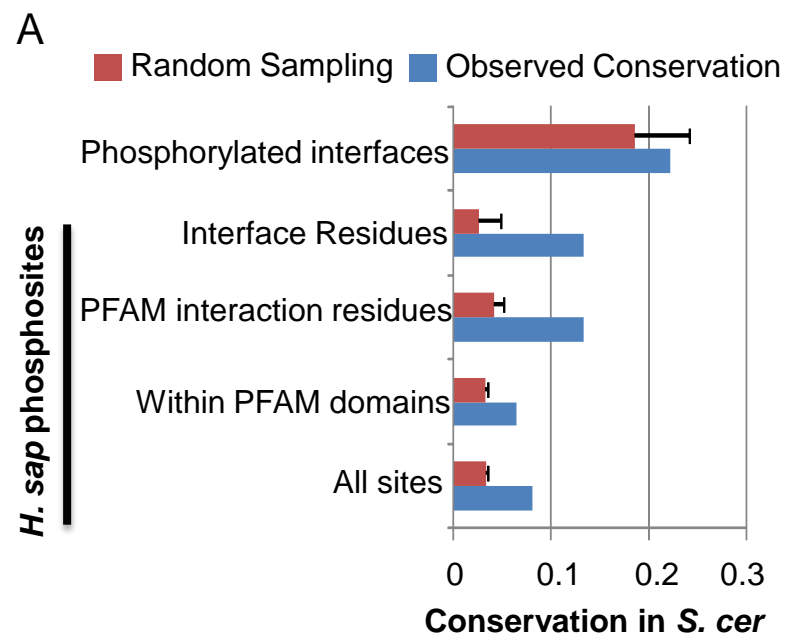 A
Random Sampling Observed Conservation
Phosphorylated interfaces
Interface Residues
PFAM interaction residues
Within PFAM domains
All sites
H. sap phosphosites
0 0.1 0.2 0.3
Conservation in S. cer